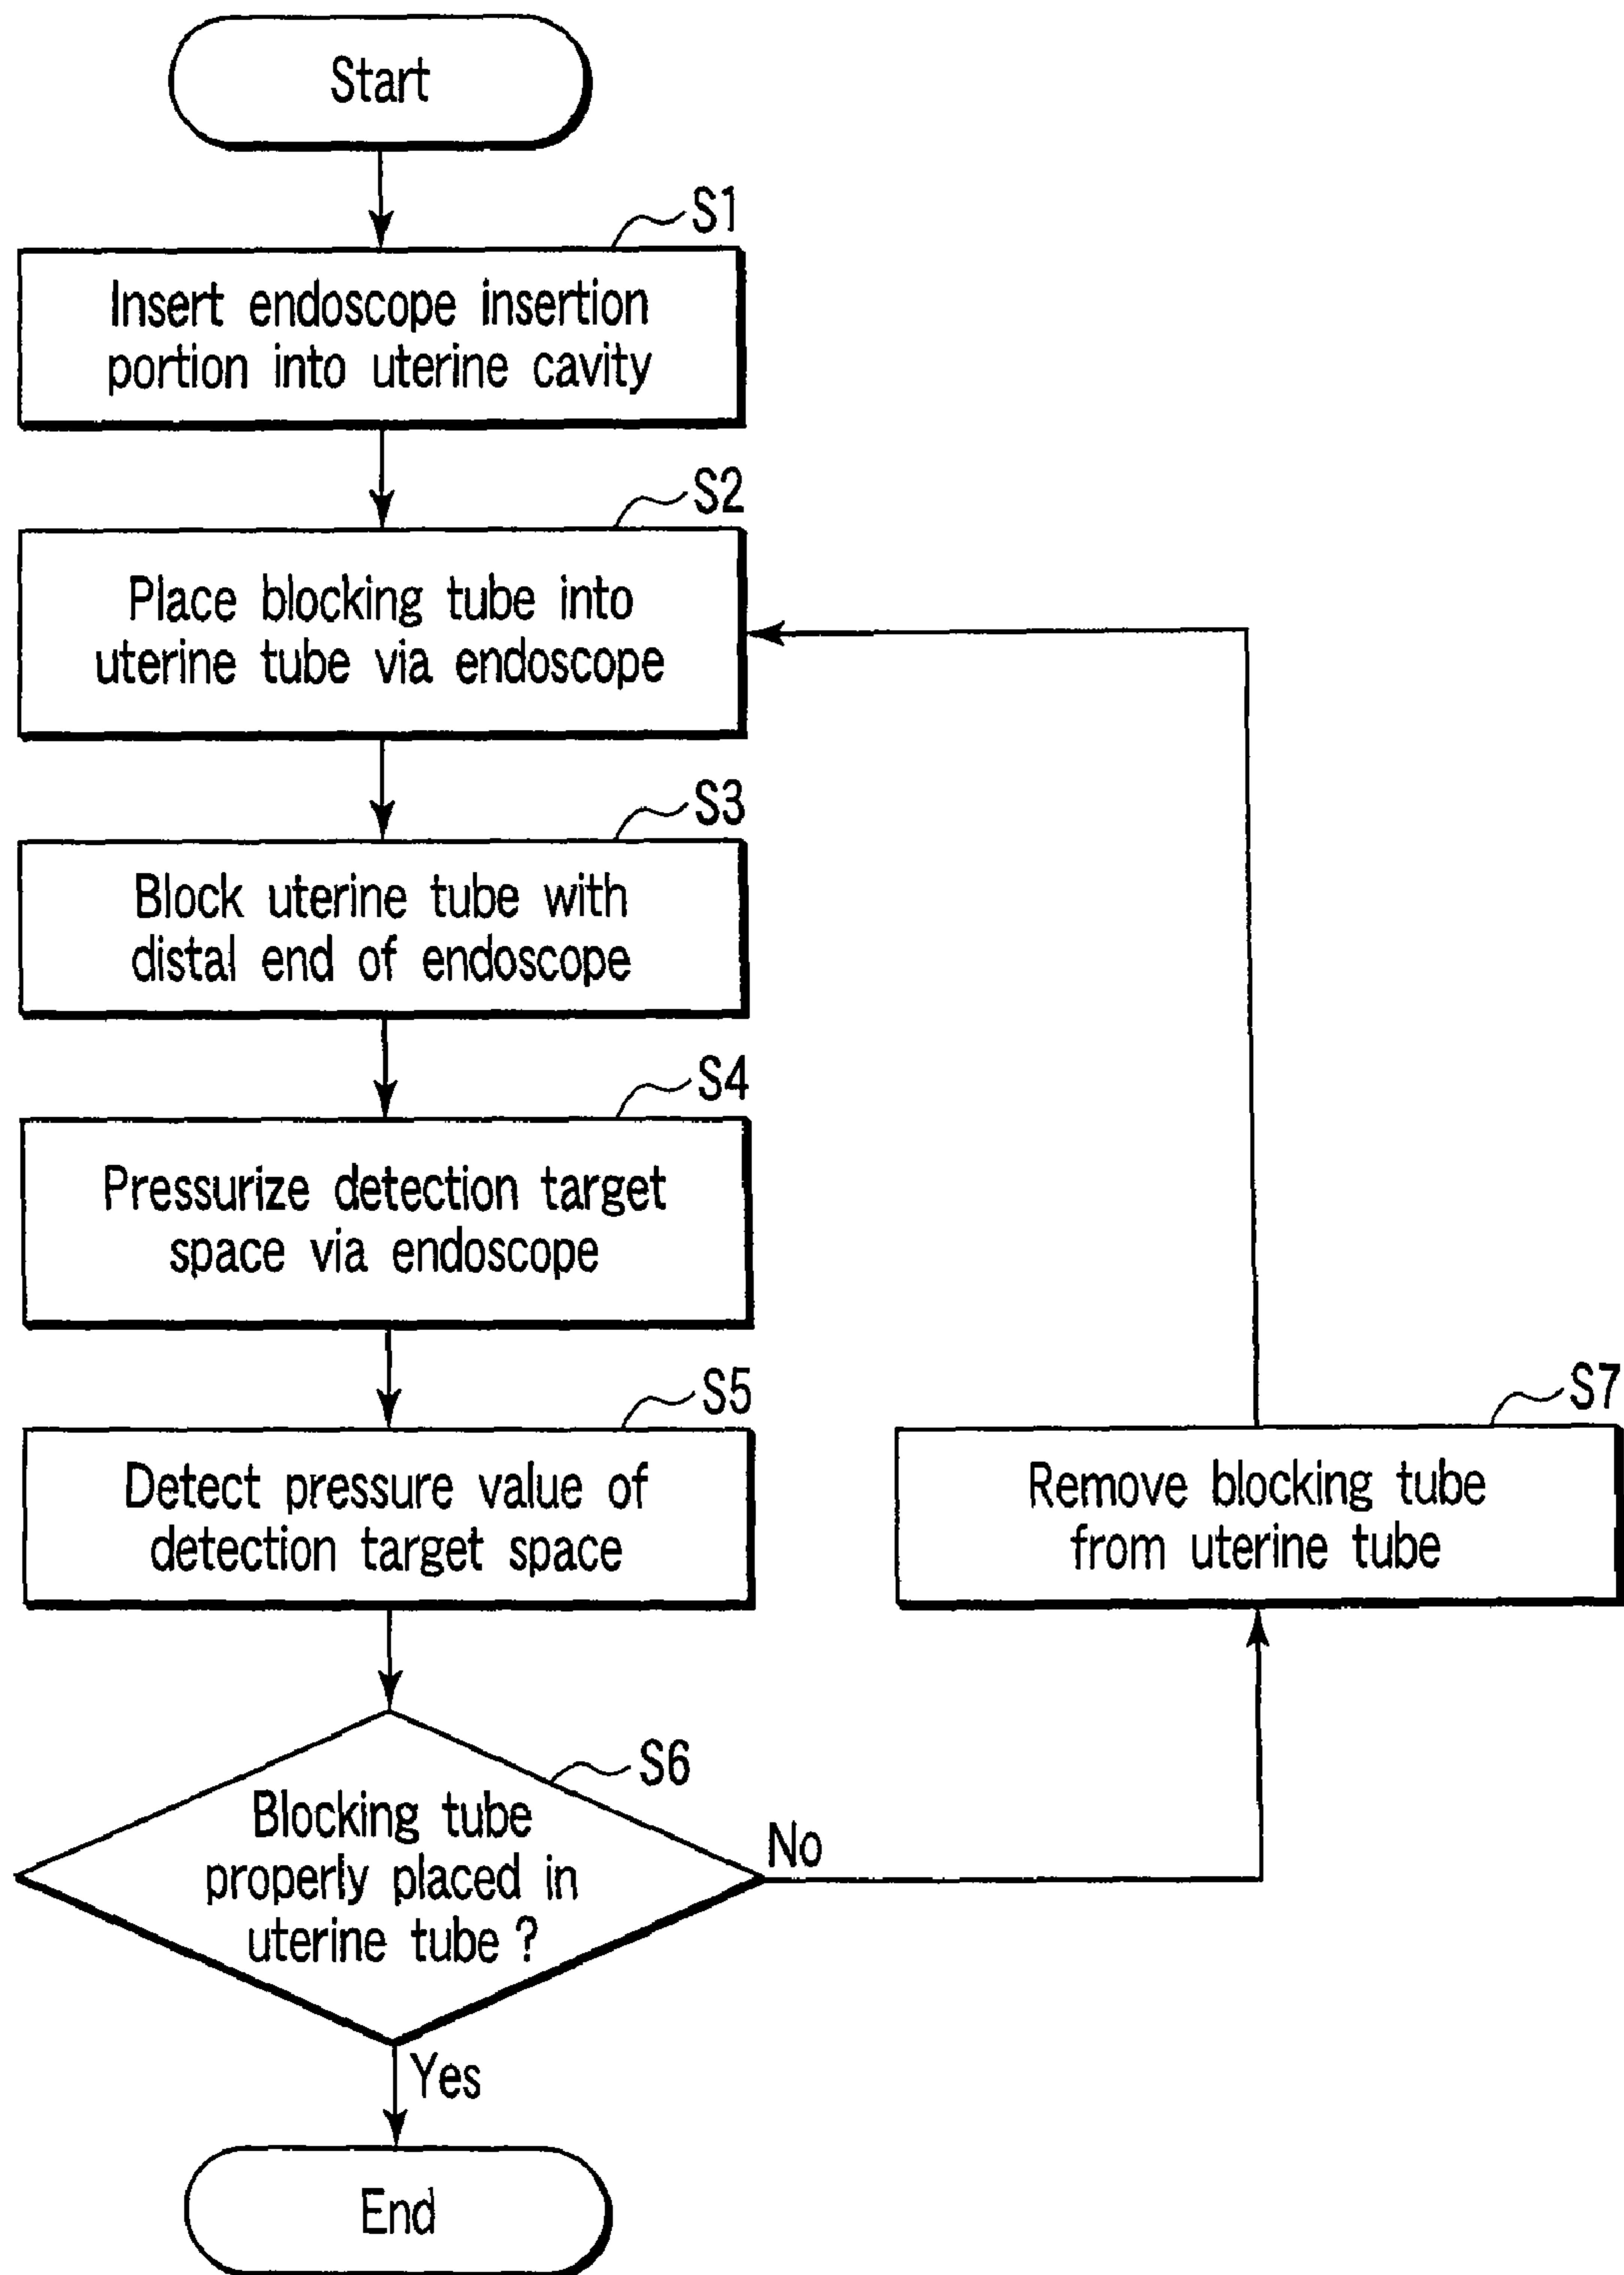 Start
S1
Insert endoscope insertion
portion into uterine cavity
S2
Place blocking tube into
uterine tube via endoscope
S3
Block uterine tube with
distal end of endoscope
S4
Pressurize detection target
space via endoscope
S5
Detect pressure value of
detection target space
S7
Remove blocking tube
from uterine tube
S6
Blocking tube
properly placed in
uterine tube ?
No
Yes
End